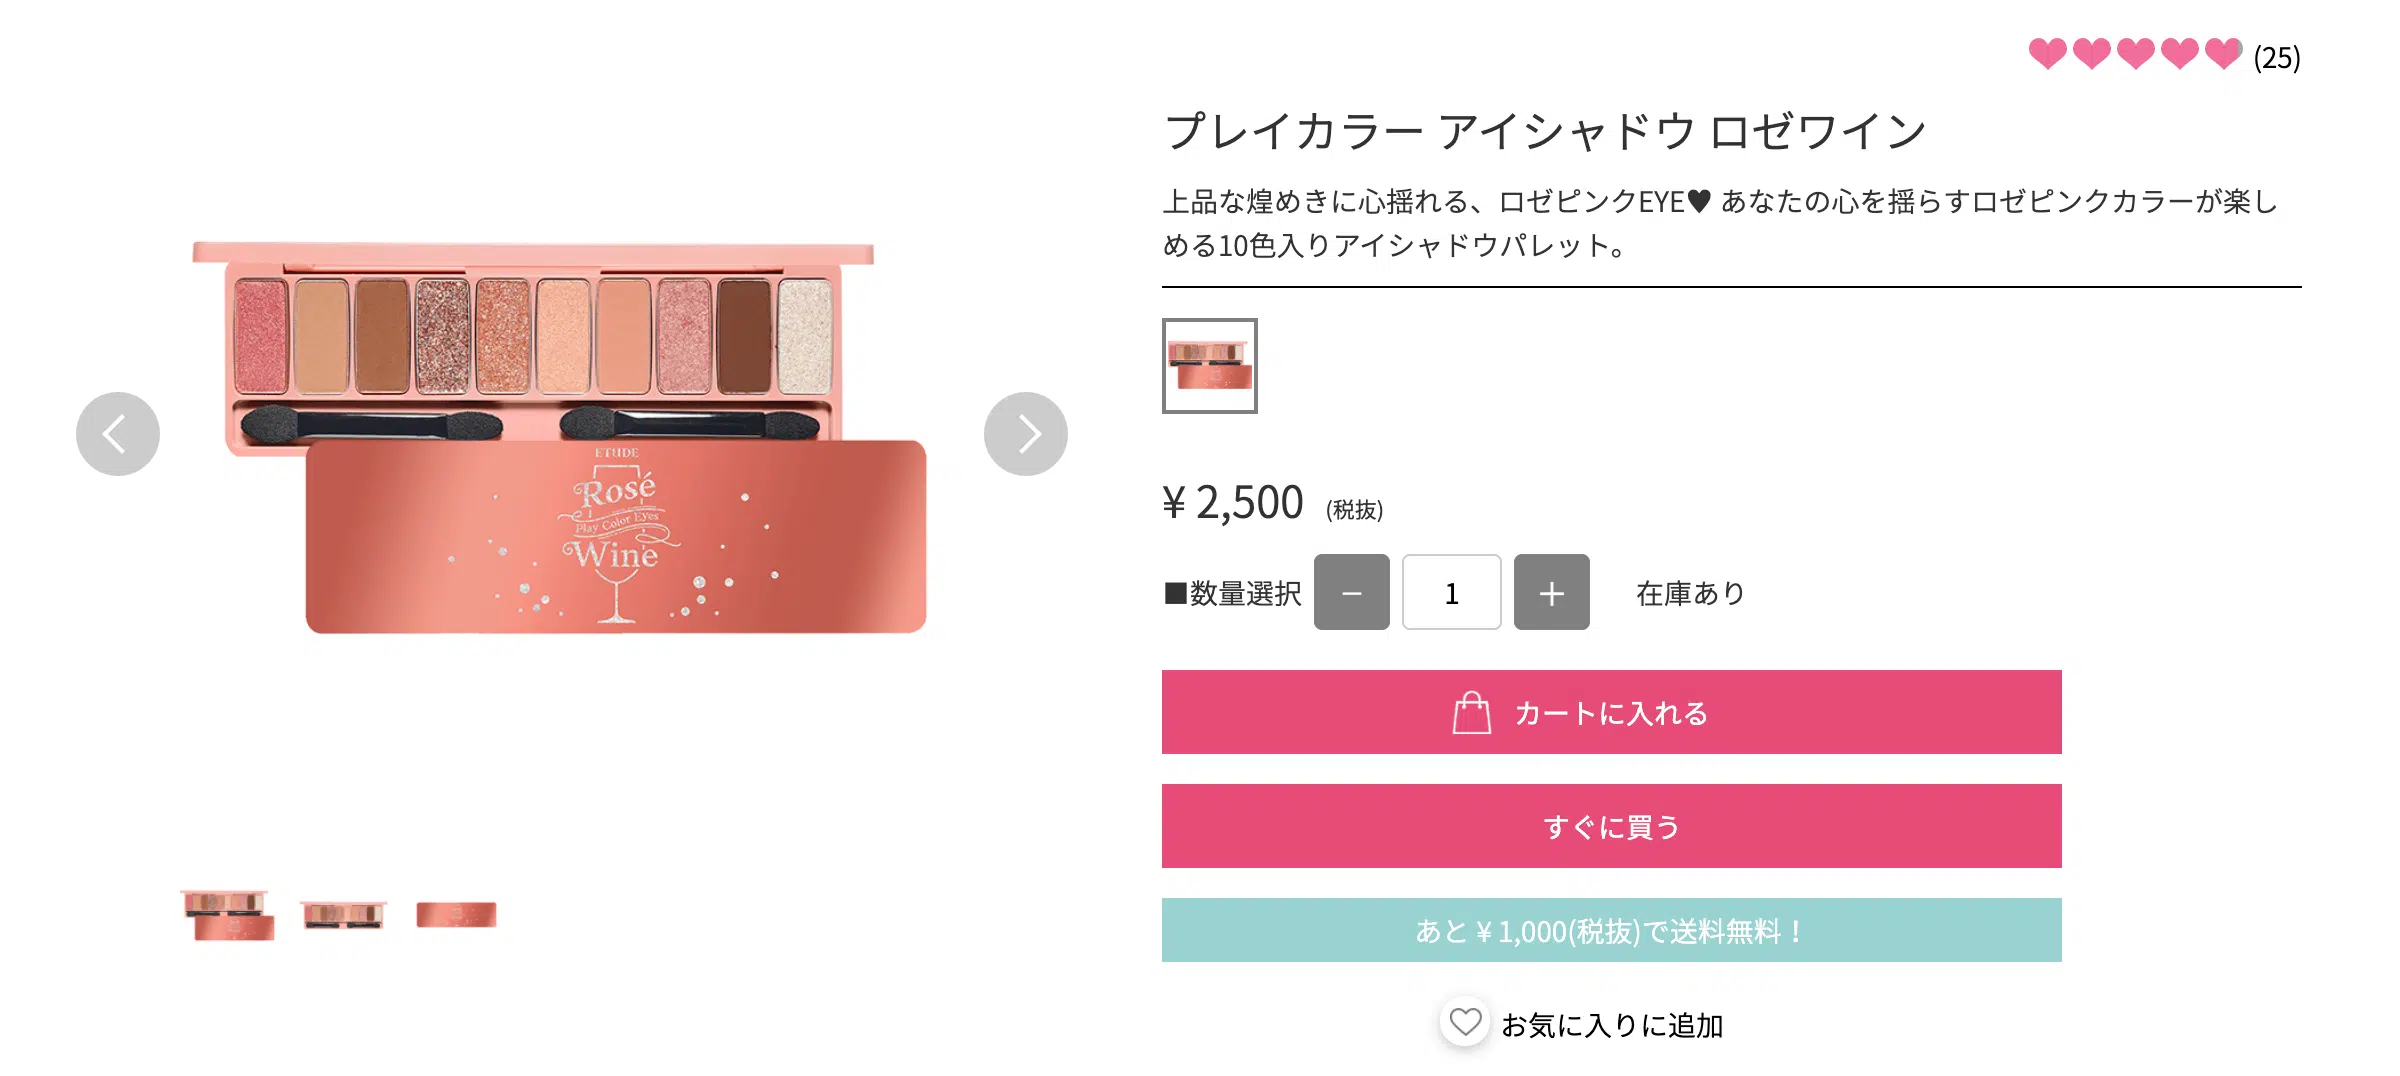 (25)
プレイカラー アイシャドウ ロゼワイン
上品な煌めきに心揺れる、ロゼピンクEYE♥ あなたの心を揺らすロゼピンクカラーが楽し
める10色入りアイシャドウパレット。
ETUDE
Rosé
Play Color Eyes
Wine
¥ 2,500 (税抜)
■数量選択 − 1 + 在庫あり
カートに入れる
すぐに買う
あと ¥ 1,000(税抜)で送料無料！
お気に入りに追加